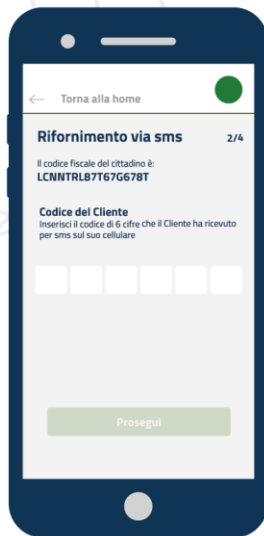 ← Torna alla home
Rifornimento via sms 2/4
Il codice fiscale del cittadino è:
LCNNTRL87T67G678T
Codice del Cliente
Inserisci il codice di 6 cifre che il Cliente ha ricevuto
per sms sul suo cellulare
Prosegui